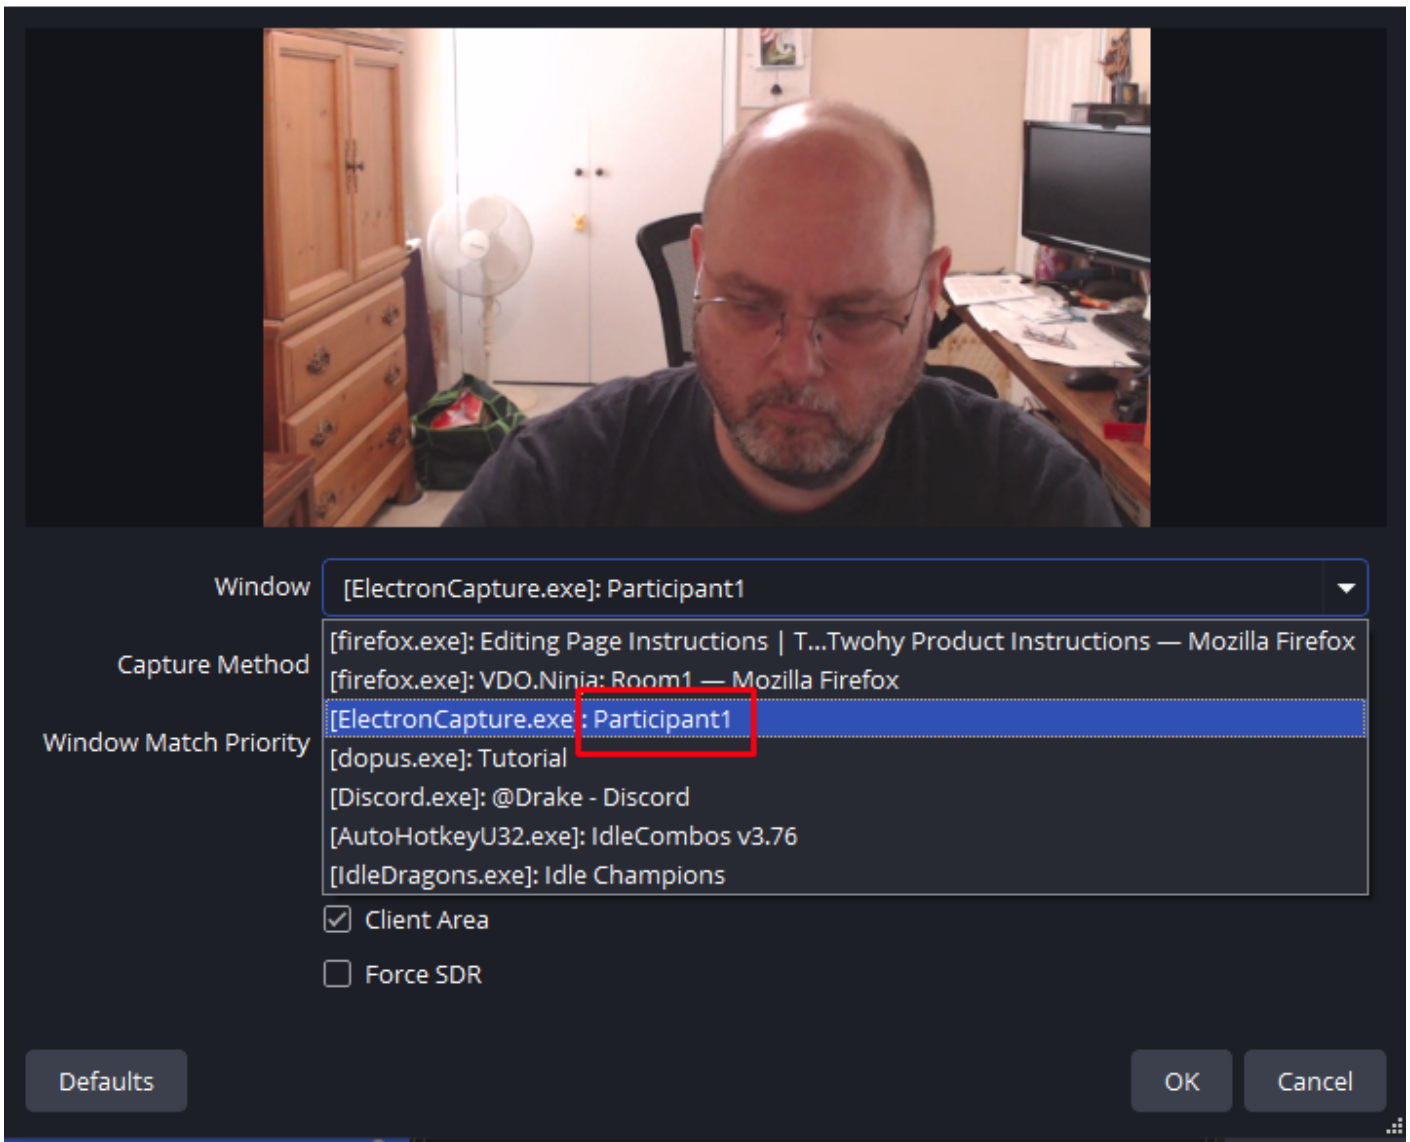 Window
[ElectronCapture.exe]: Participant1
[firefox.exe]: Editing Page Instructions | T...Twohy Product Instructions — Mozilla Firefox
Capture Method
[firefox.exe]: VDO.Ninja: Room1 — Mozilla Firefox
[ElectronCapture.exe]: Participant1
Window Match Priority
[dopus.exe]: Tutorial
[Discord.exe]: @Drake - Discord
[AutoHotkeyU32.exe]: IdleCombos v3.76
[IdleDragons.exe]: Idle Champions
Client Area
Force SDR
Defaults
OK
Cancel